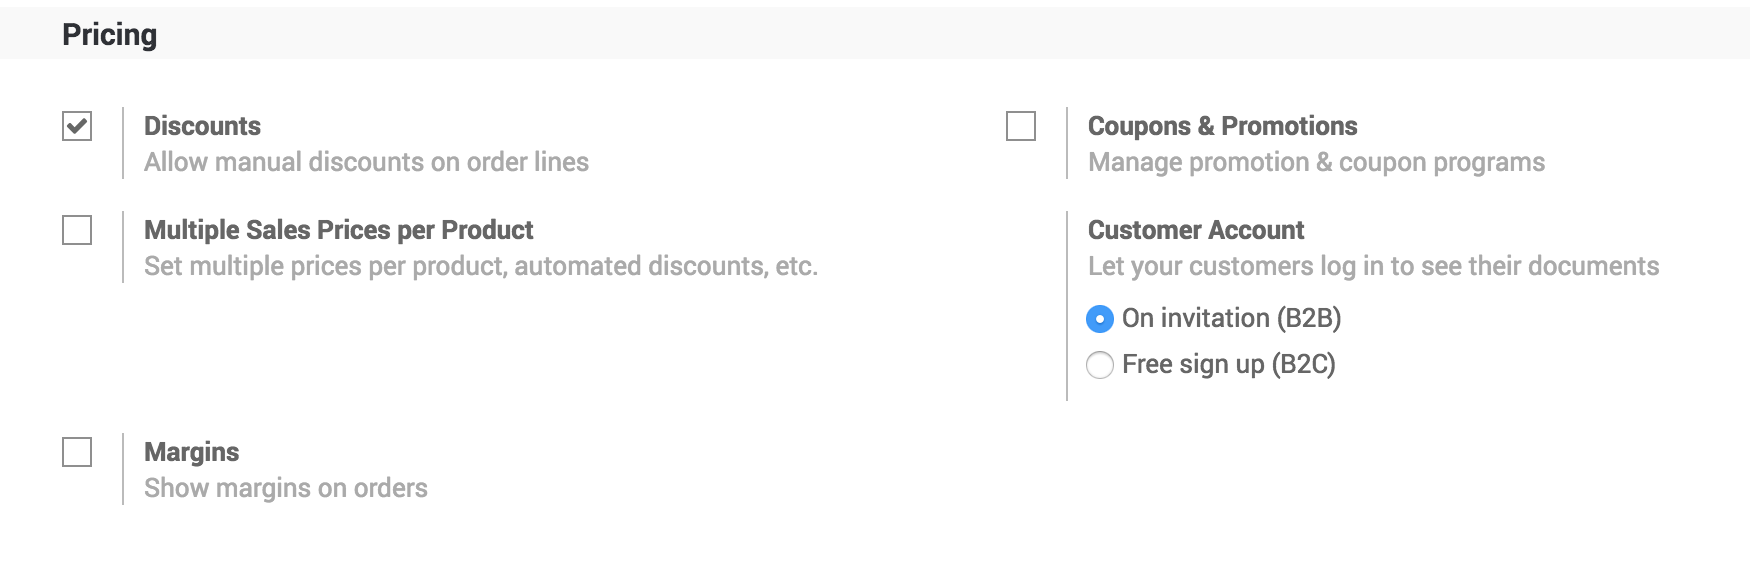 Pricing
Discounts
Allow manual discounts on order lines
Coupons & Promotions
Manage promotion & coupon programs
Multiple Sales Prices per Product
Set multiple prices per product, automated discounts, etc.
Customer Account
Let your customers log in to see their documents
On invitation (B2B)
Free sign up (B2C)
Margins
Show margins on orders